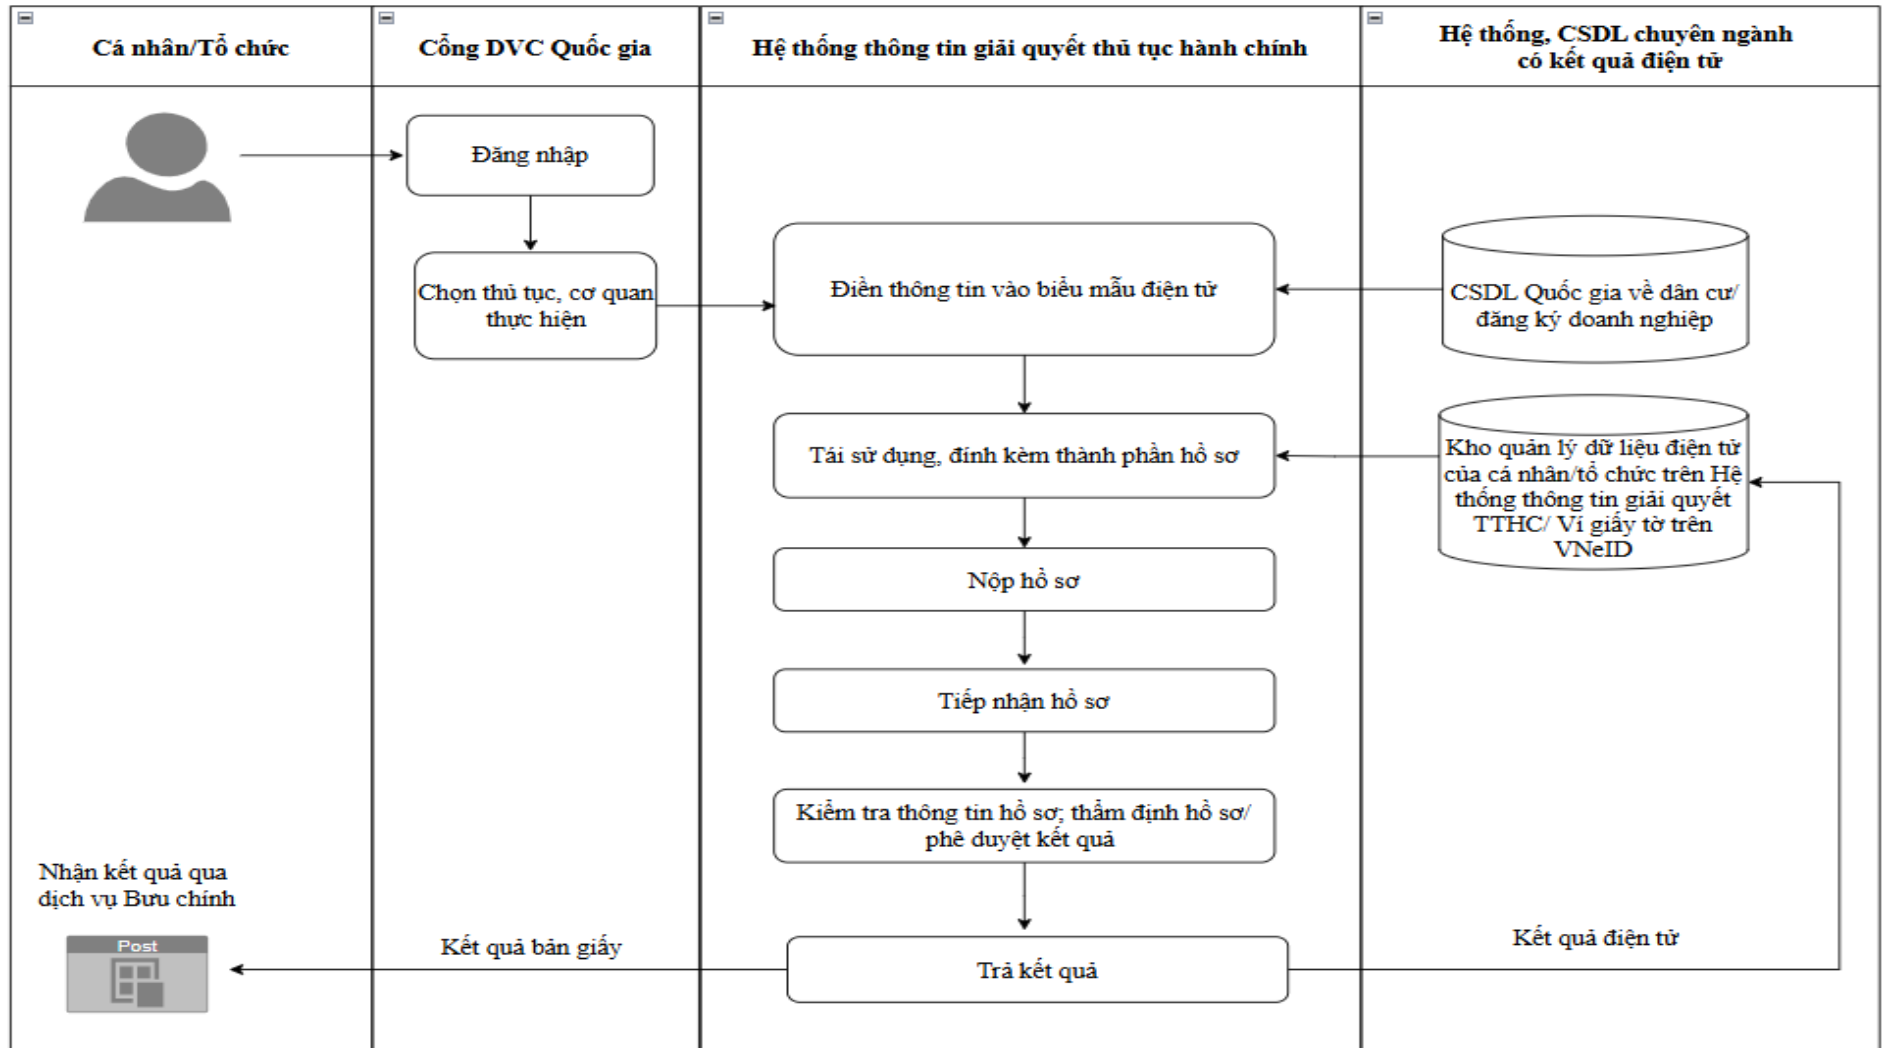 Cá nhân/Tổ chức
Cổng DVC Quốc gia
Hệ thống thông tin giải quyết thủ tục hành chính
Hệ thống, CSDL chuyên ngành
có kết quả điện tử
Đăng nhập
Chọn thủ tục, cơ quan
thực hiện
Điền thông tin vào biểu mẫu điện tử
CSDL Quốc gia về dân cư/
đăng ký doanh nghiệp
Tái sử dụng, đính kèm thành phần hồ sơ
Kho quản lý dữ liệu điện tử
của cá nhân/tổ chức trên Hệ
thống thông tin giải quyết
TTHC/ Ví giấy tờ trên
VNeID
Nộp hồ sơ
Tiếp nhận hồ sơ
Kiểm tra thông tin hồ sơ; thẩm định hồ sơ/
phê duyệt kết quả
Trả kết quả
Kết quả điện tử
Kết quả bản giấy
Nhận kết quả qua
dịch vụ Bưu chính
Post